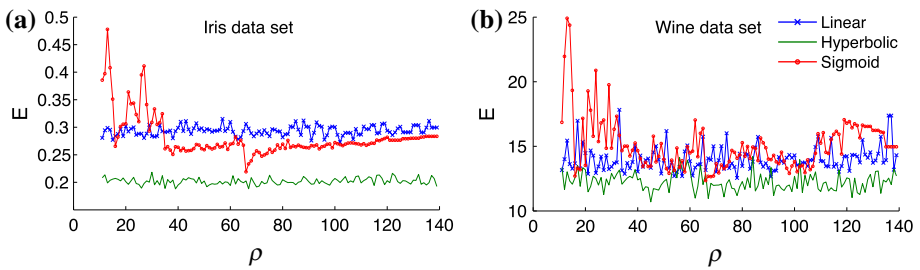 (a)
Iris data set
E
0.5
0.45
0.4
0.35
0.3
0.25
0.2
0 20 40 60 80 100 120 140
ρ
(b)
Wine data set
Linear
Hyperbolic
Sigmoid
E
25
20
15
10
0 20 40 60 80 100 120 140
ρ